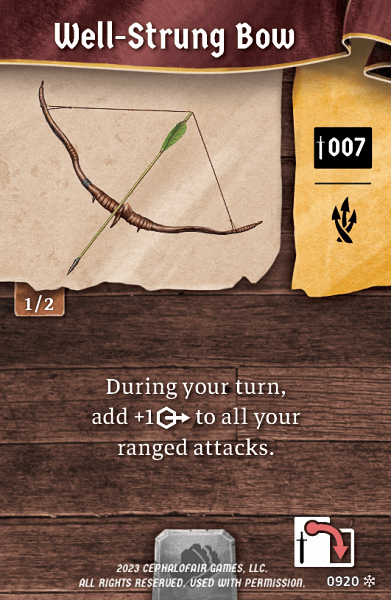 Well-Strung Bow
007
1/2
During your turn,
add +1 to all your
ranged attacks.
2023 CEPHALOFAIR GAMES, LLC.
ALL RIGHTS RESERVED. USED WITH PERMISSION.
0920